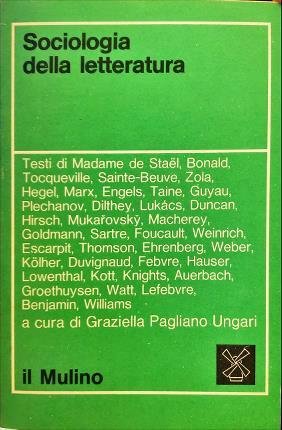 Sociologia
della letteratura
Testi di Madame de Staël, Bonald,
Tocqueville, Sainte-Beuve, Zola,
Hegel, Marx, Engels, Taine, Guyau,
Plechanov, Dilthey, Lukács, Duncan,
Hirsch, Mukařovský, Macherey,
Goldmann, Sartre, Foucault, Weinrich,
Escarpit, Thomson, Ehrenberg, Weber,
Kölher, Duvignaud, Febvre, Hauser,
Lowenthal, Kott, Knights, Auerbach,
Groethuysen, Watt, Lefebvre,
Benjamin, Williams
a cura di Graziella Pagliano Ungari
il Mulino